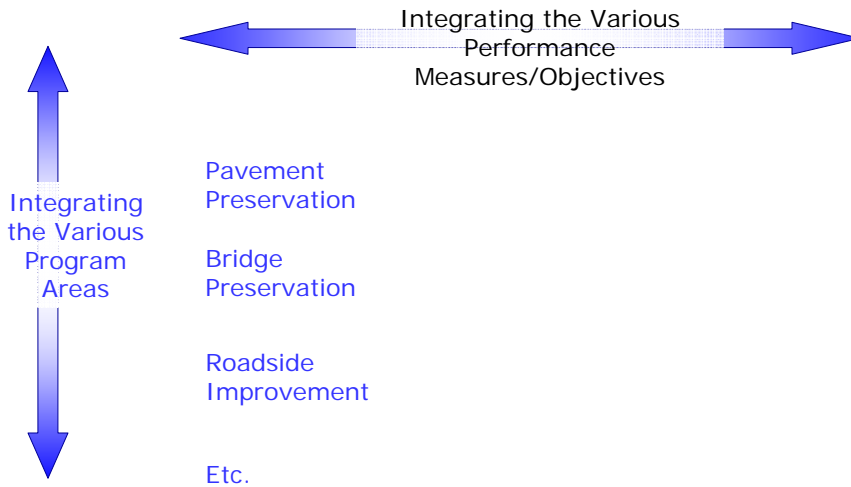 Integrating the Various
Performance
Measures/Objectives
Integrating
the Various
Program
Areas
Pavement
Preservation
Bridge
Preservation
Roadside
Improvement
Etc.